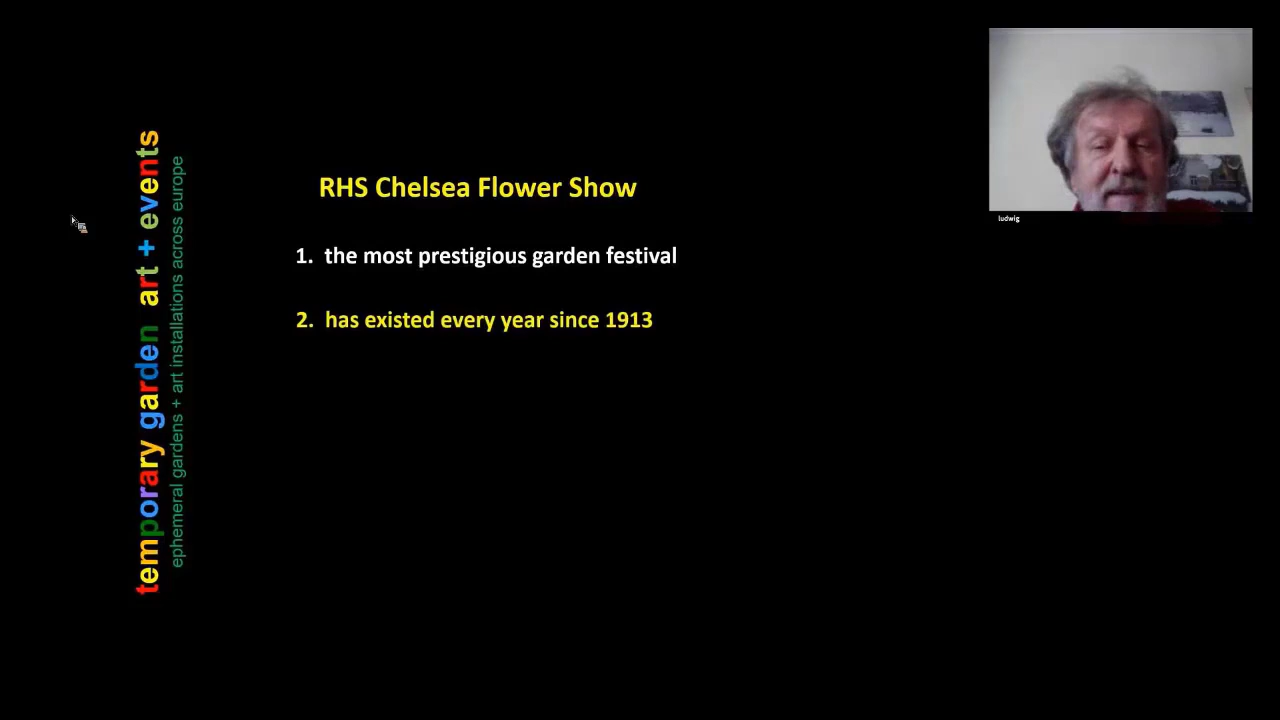 temporary garden art + events
ephemeral gardens + art installations across europe
RHS Chelsea Flower Show
1. the most prestigious garden festival
2. has existed every year since 1913
ludwig